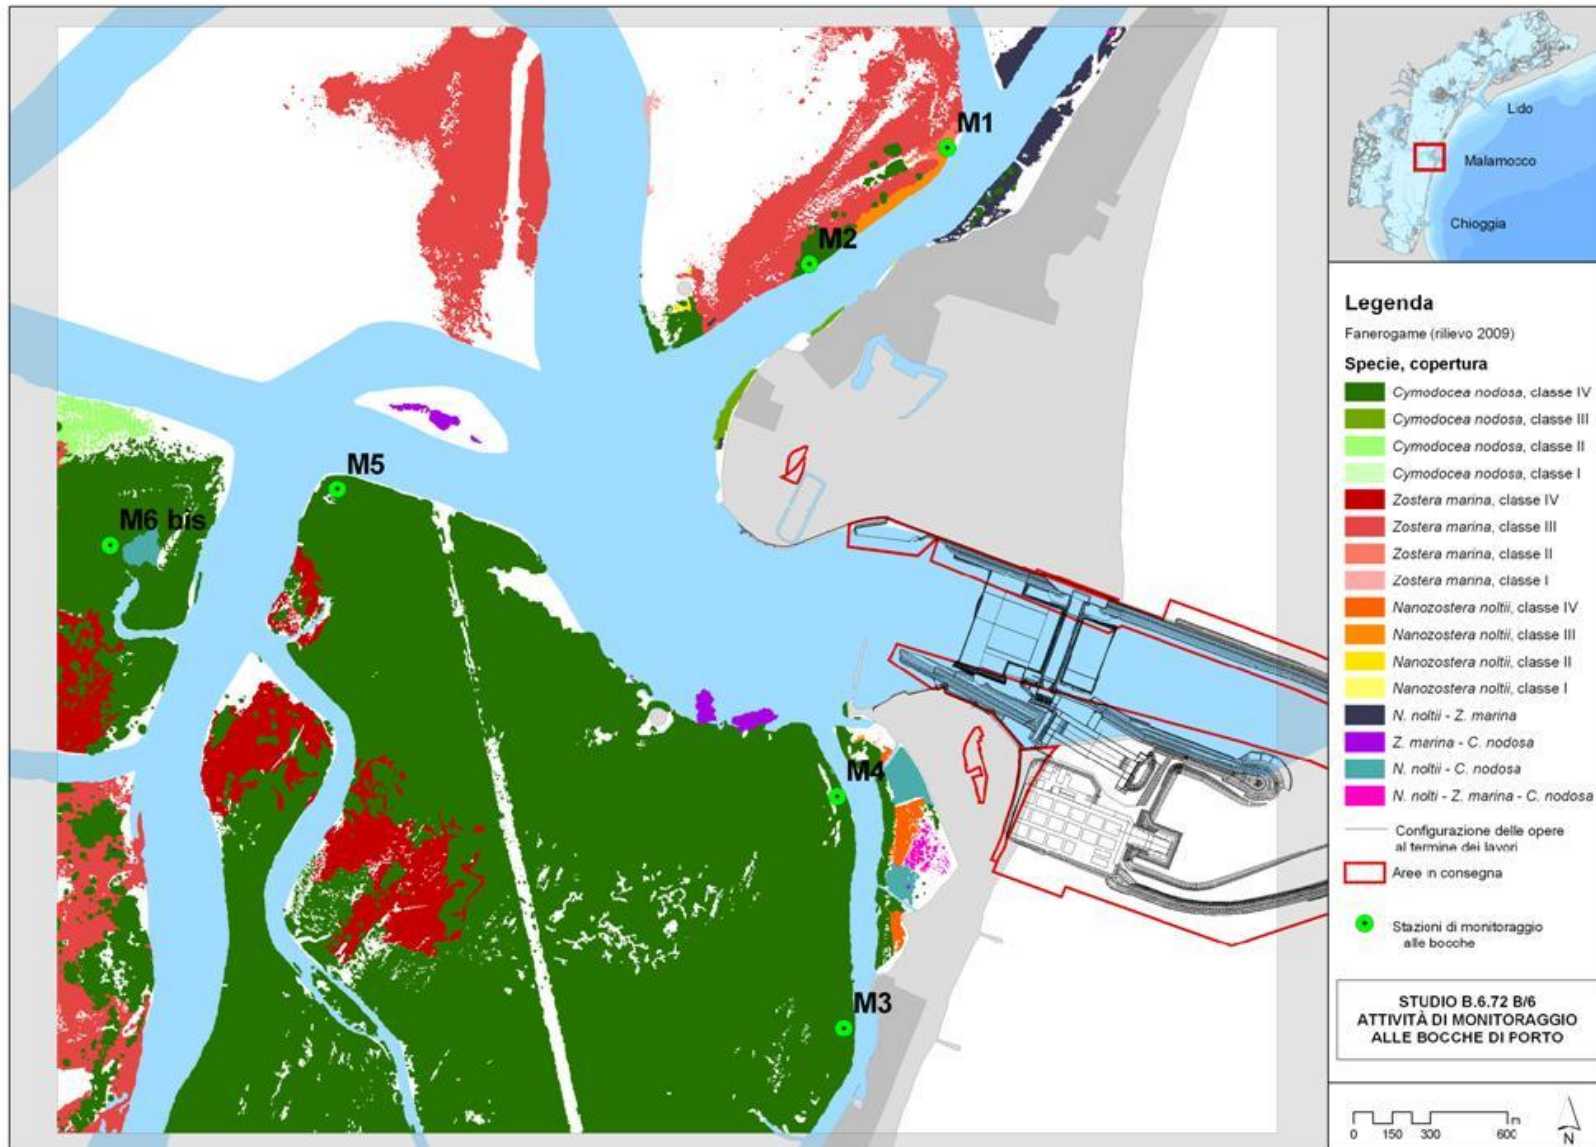 M1
M2
M5
M6 bis
M4
M3
Lido
Malamocco
Chioggia
Legenda
Fanerogame (rilievo 2009)
Specie, copertura
Cymodocea nodosa, classe IV
Cymodocea nodosa, classe III
Cymodocea nodosa, classe II
Cymodocea nodosa, classe I
Zostera marina, classe IV
Zostera marina, classe III
Zostera marina, classe II
Zostera marina, classe I
Nanozostera noltii, classe IV
Nanozostera noltii, classe III
Nanozostera noltii, classe II
Nanozostera noltii, classe I
N. noltii - Z. marina
Z. marina - C. nodosa
N. noltii - C. nodosa
N. nolti - Z. marina - C. nodosa
Configurazione delle opere
al termine dei lavori
Aree in consegna
Stazioni di monitoraggio
alle bocche
STUDIO B.6.72 B/6
ATTIVITÀ DI MONITORAGGIO
ALLE BOCCHE DI PORTO
m
0 150 300 600
N